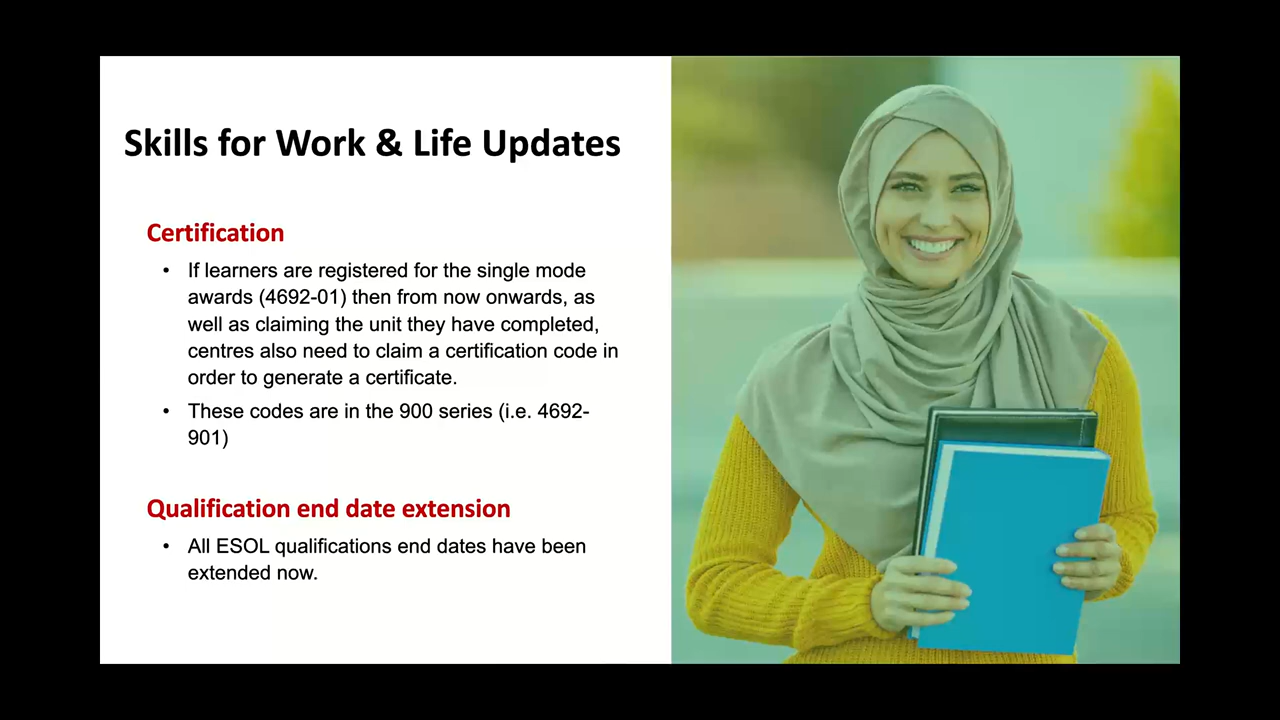 Skills for Work & Life Updates
Certification
• If learners are registered for the single mode
awards (4692-01) then from now onwards, as
well as claiming the unit they have completed,
centres also need to claim a certification code in
order to generate a certificate.
• These codes are in the 900 series (i.e. 4692-
901)
Qualification end date extension
• All ESOL qualifications end dates have been
extended now.